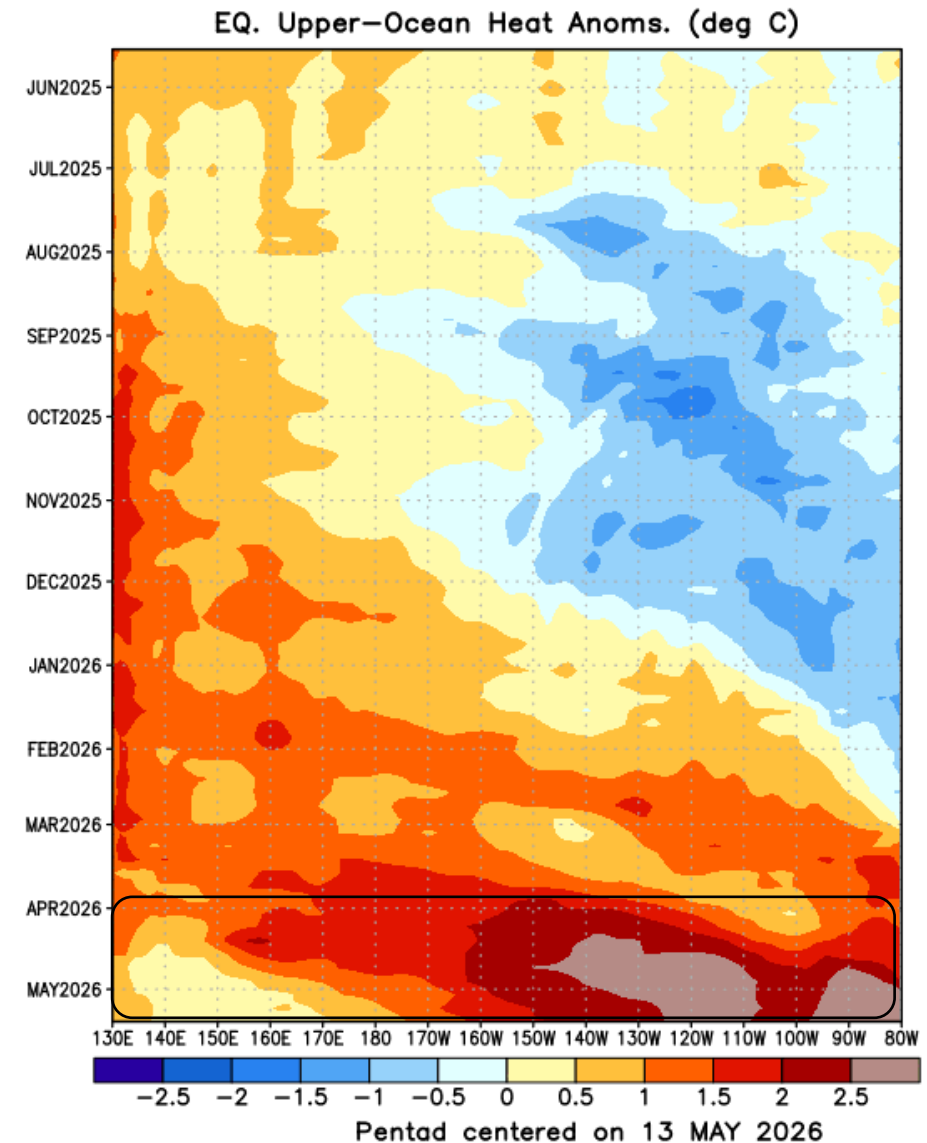 EQ. Upper-Ocean Heat Anoms. (deg C)
JUN2025
JUL2025
AUG2025
SEP2025
OCT2025
NOV2025
DEC2025
JAN2026
FEB2026
MAR2026
APR2026
MAY2026
130E 140E 150E 160E 170E 180 170W 160W 150W 140W 130W 120W 110W 100W 90W 80W
-2.5 -2 -1.5 -1 -0.5 0 0.5 1 1.5 2 2.5
Pentad centered on 13 MAY 2026